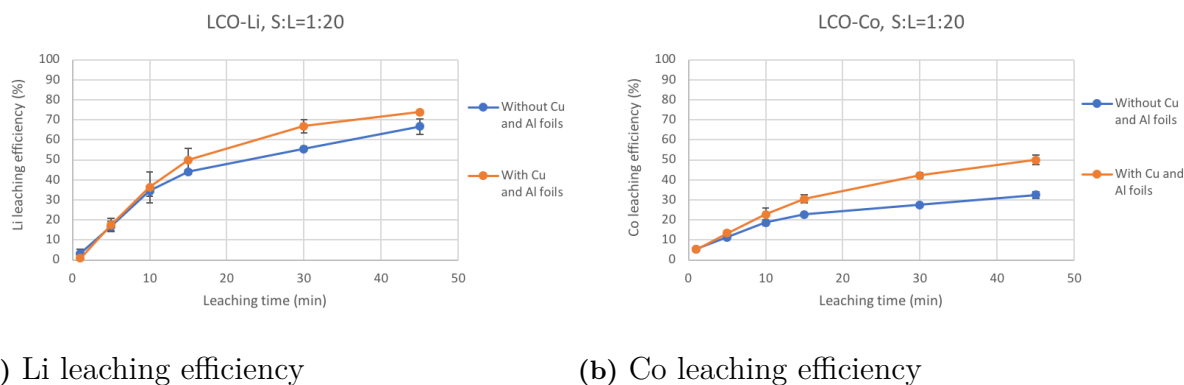 LCO-Li, S:L=1:20
Li leaching efficiency (%)
100
90
80
70
60
50
40
30
20
10
0
0 10 20 30 40 50
Leaching time (min)
Without Cu
and Al foils
With Cu and
Al foils
) Li leaching efficiency
LCO-Co, S:L=1:20
Co leaching efficiency (%)
100
90
80
70
60
50
40
30
20
10
0
0 10 20 30 40 50
Leaching time (min)
Without Cu
and Al foils
With Cu and
Al foils
(b) Co leaching efficiency